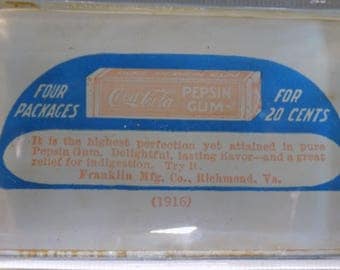 FOUR PACKAGES
Coca-Cola PEPSIN GUM
FOR 20 CENTS
It is the highest perfection yet attained in pure
Pepsin Gum. Delightful, lasting flavor—and a great
relief for indigestion. Try it.
Franklin Mfg. Co., Richmond, Va.
(1916)